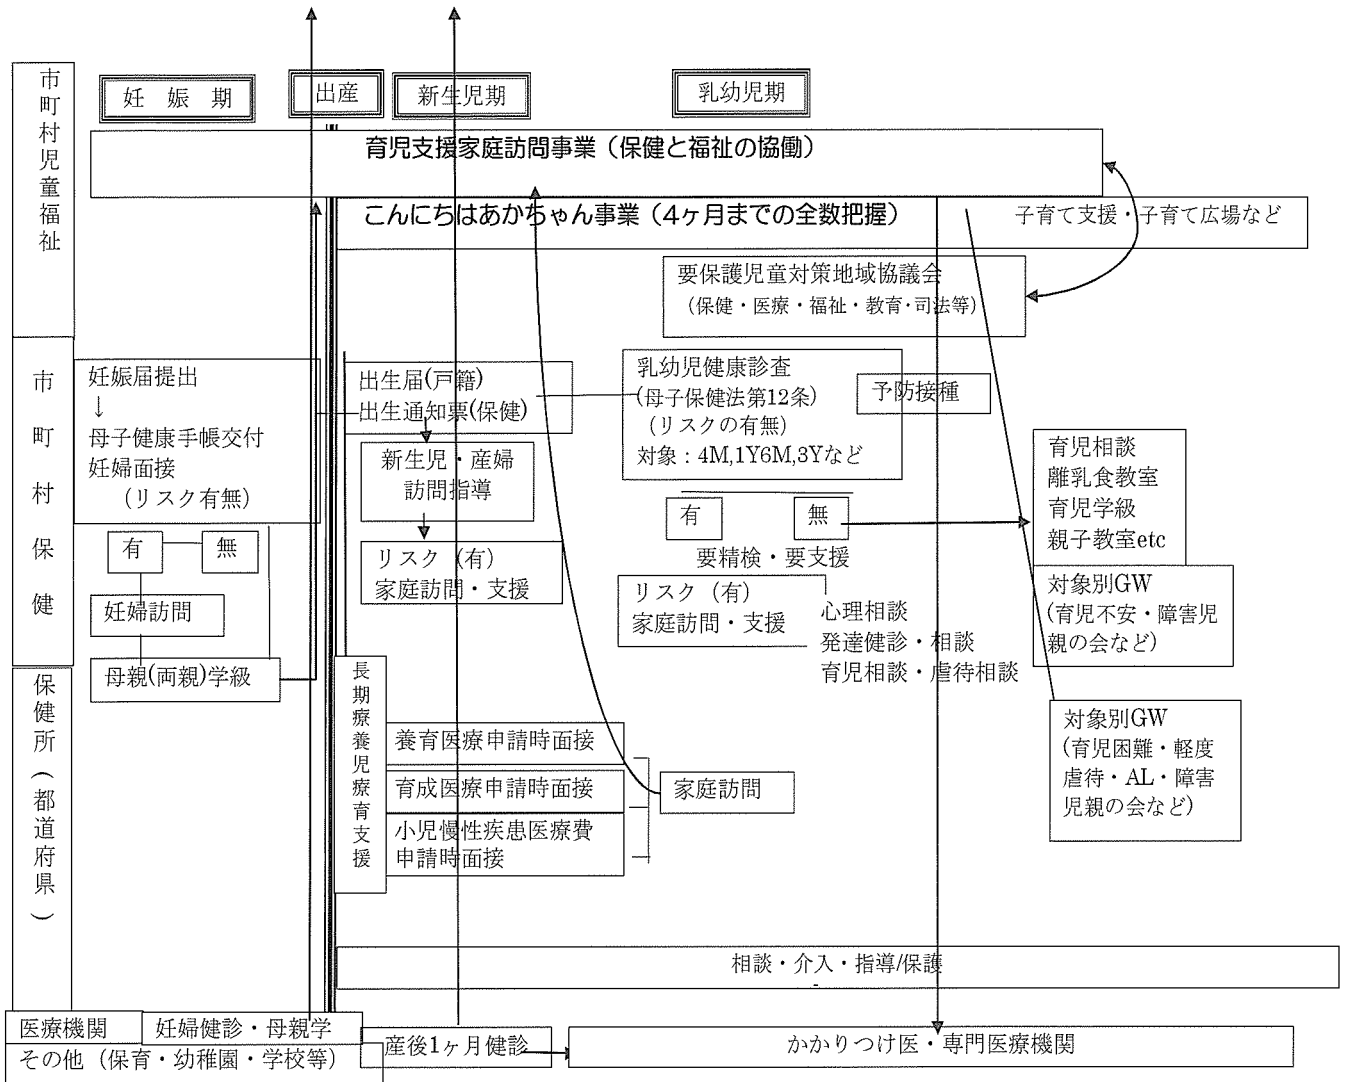 市町村児童福祉
妊 娠 期
出産
新生児期
乳幼児期
育児支援家庭訪問事業（保健と福祉の協働）
こんにちはあかちゃん事業（4ヶ月までの全数把握）
子育て支援・子育て広場など
要保護児童対策地域協議会
（保健・医療・福祉・教育・司法等）
市町村保健
妊娠届提出
↓
母子健康手帳交付
妊婦面接
（リスク有無）
有
無
妊婦訪問
母親(両親)学級
出生届(戸籍)
出生通知票(保健)
新生児・産婦
訪問指導
リスク（有）
家庭訪問・支援
乳幼児健康診査
(母子保健法第12条)
（リスクの有無）
対象：4M,1Y6M,3Yなど
予防接種
有
無
要精検・要支援
リスク（有）
家庭訪問・支援
心理相談
発達健診・相談
育児相談・虐待相談
育児相談
離乳食教室
育児学級
親子教室etc
対象別GW
(育児不安・障害児
親の会など)
保健所(都道府県)
長期療養児療育支援
養育医療申請時面接
育成医療申請時面接
小児慢性疾患医療費
申請時面接
家庭訪問
対象別GW
(育児困難・軽度
虐待・AL・障害
児親の会など)
相談・介入・指導/保護
医療機関
妊婦健診・母親学
その他（保育・幼稚園・学校等）
産後1ヶ月健診
かかりつけ医・専門医療機関